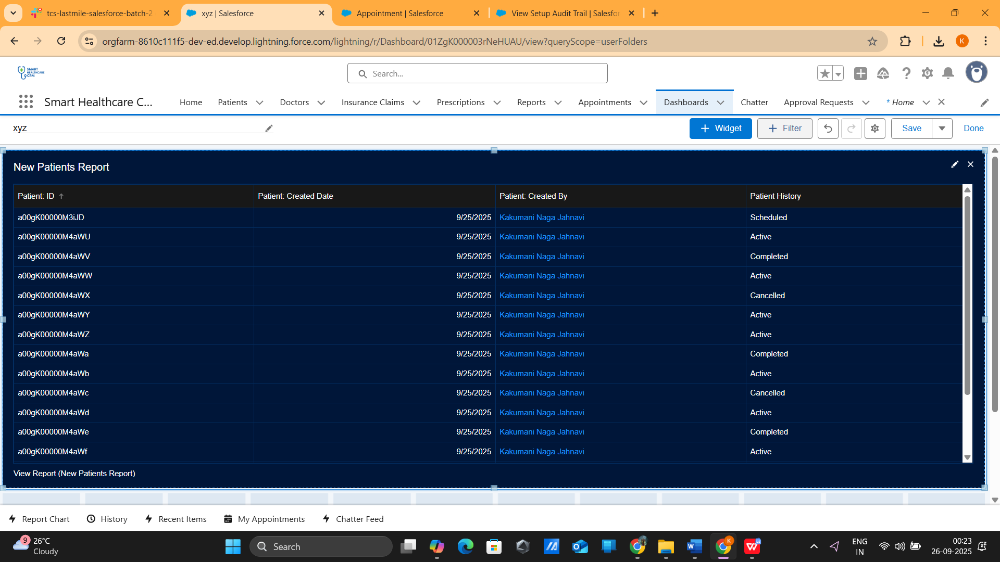 tcs-lastmile-salesforce-batch-2
xyz | Salesforce
Appointment | Salesforce
View Setup Audit Trail | Salesfor
orgfarm-8610c111f5-dev-ed.develop.lightning.force.com/lightning/r/Dashboard/01ZgK000003rNeHUAU/view?queryScope=userFolders
K
SMART
HEALTHCARE
CRM
Search...
Smart Healthcare C...
Home
Patients
Doctors
Insurance Claims
Prescriptions
Reports
Appointments
Dashboards
Chatter
Approval Requests
* Home
xyz
Widget
Filter
Save
Done
New Patients Report
Patient: ID Patient: Created Date Patient: Created By Patient History
a00gK00000M3iJD 9/25/2025 Kakumani Naga Jahnavi Scheduled
a00gK00000M4aWU 9/25/2025 Kakumani Naga Jahnavi Active
a00gK00000M4aWV 9/25/2025 Kakumani Naga Jahnavi Completed
a00gK00000M4aWW 9/25/2025 Kakumani Naga Jahnavi Active
a00gK00000M4aWX 9/25/2025 Kakumani Naga Jahnavi Cancelled
a00gK00000M4aWY 9/25/2025 Kakumani Naga Jahnavi Active
a00gK00000M4aWZ 9/25/2025 Kakumani Naga Jahnavi Active
a00gK00000M4aWa 9/25/2025 Kakumani Naga Jahnavi Completed
a00gK00000M4aWb 9/25/2025 Kakumani Naga Jahnavi Active
a00gK00000M4aWc 9/25/2025 Kakumani Naga Jahnavi Cancelled
a00gK00000M4aWd 9/25/2025 Kakumani Naga Jahnavi Active
a00gK00000M4aWe 9/25/2025 Kakumani Naga Jahnavi Completed
a00gK00000M4aWf 9/25/2025 Kakumani Naga Jahnavi Active
View Report (New Patients Report)
Report Chart
History
Recent Items
My Appointments
Chatter Feed
9
26°C
Cloudy
Search
K
ENG
IN
00:23
26-09-2025